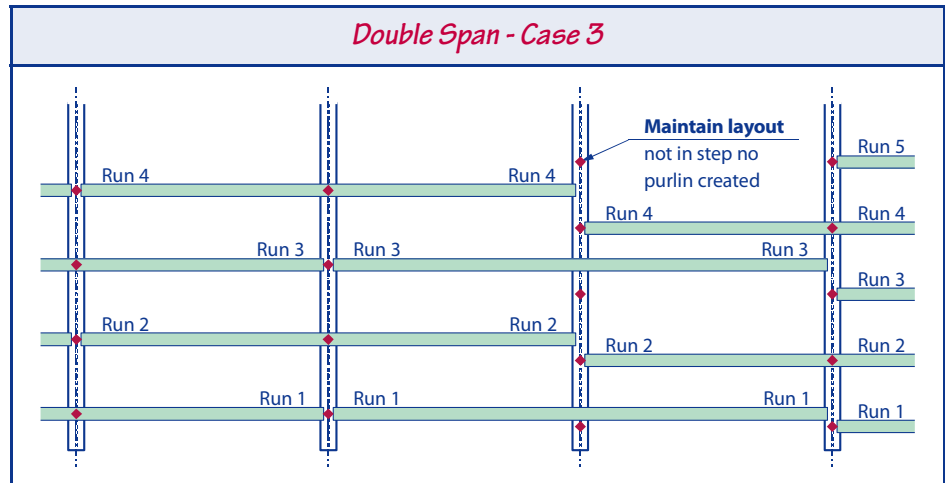 Double Span - Case 3
Maintain layout
not in step no
purlin created
Run 5
Run 4
Run 4
Run 4
Run 4
Run 3
Run 3
Run 3
Run 3
Run 2
Run 2
Run 2
Run 2
Run 1
Run 1
Run 1
Run 1